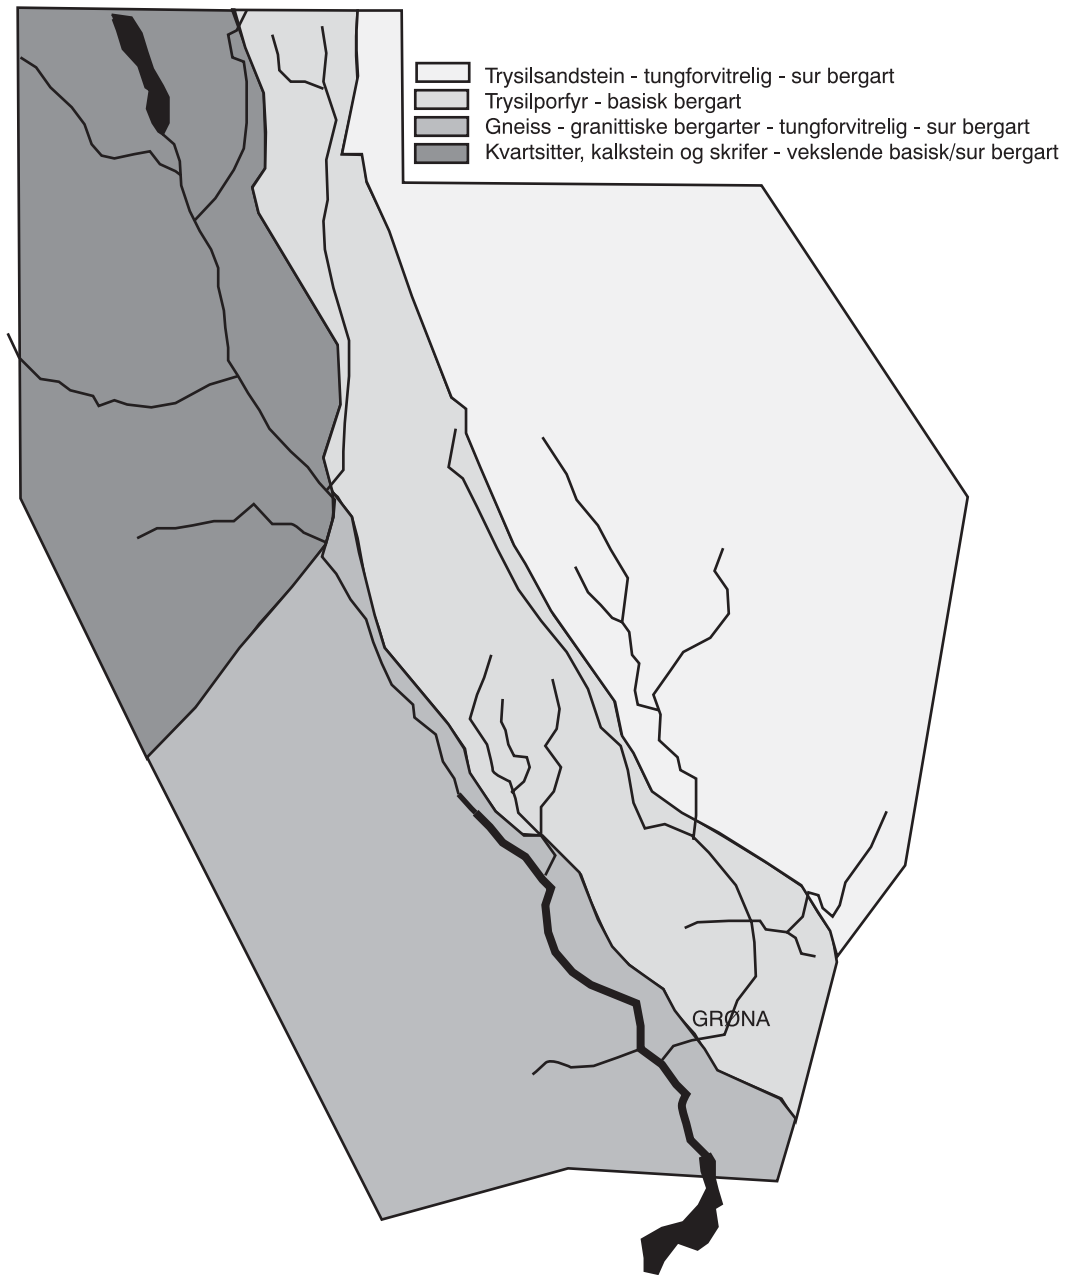 Trysilsandstein - tungforvitrelig - sur bergart
Trysilporfyr - basisk bergart
Gneiss - granittiske bergarter - tungforvitrelig - sur bergart
Kvartsitter, kalkstein og skrifer - vekslende basisk/sur bergart
GRØNA